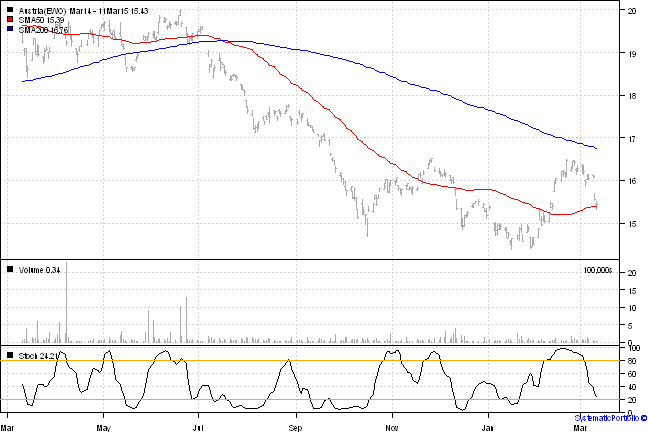 Austria(EWO) Mar14 - 11Mar15 15.43
SMA50 15.39
SMA200 16.76
20
19
18
17
16
15
Volume 0.34
100,000s
20
15
10
5
0
Stoch 24.21
100
80
60
40
20
0
Mar May Jul Sep Nov Jan Mar
SystematicPortfolio ©